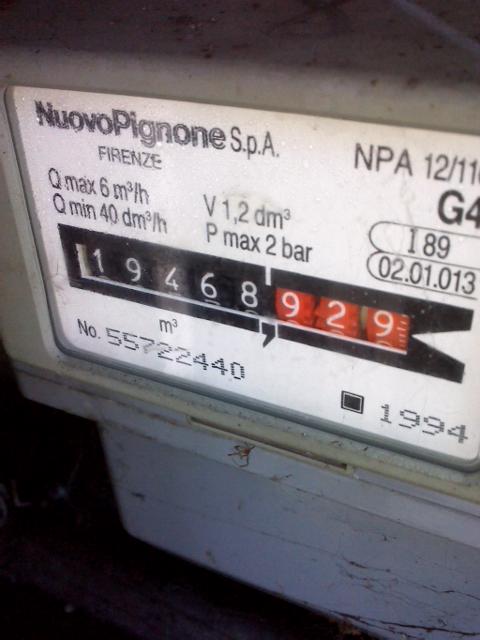 NuovoPignone S.p.A.
FIRENZE
NPA 12/110
G4
Q max 6 m³/h
Q min 40 dm³/h
V 1,2 dm³
P max 2 bar
I 89
02.01.013
19468929
m³
No. 55722440
1994